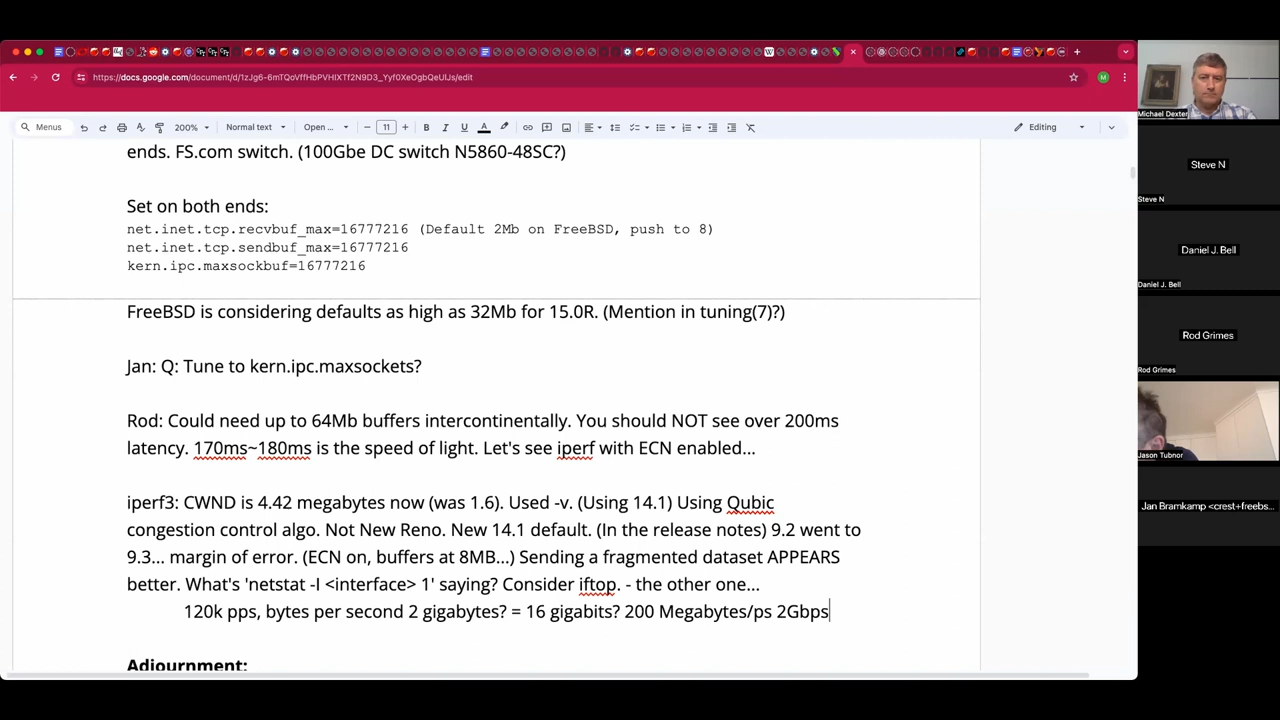 https://docs.google.com/document/d/1zJg6-6mTQoVffHbPVHIXTf2N9D3_Yyf0XeOgbQeUIJs/edit
M
Menus
200%
Normal text
Open ...
11
Editing
ends. FS.com switch. (100Gbe DC switch N5860-48SC?)
Set on both ends:
net.inet.tcp.recvbuf_max=16777216 (Default 2Mb on FreeBSD, push to 8)
net.inet.tcp.sendbuf_max=16777216
kern.ipc.maxsockbuf=16777216
FreeBSD is considering defaults as high as 32Mb for 15.0R. (Mention in tuning(7)?)
Jan: Q: Tune to kern.ipc.maxsockets?
Rod: Could need up to 64Mb buffers intercontinentally. You should NOT see over 200ms
latency. 170ms~180ms is the speed of light. Let's see iperf with ECN enabled...
iperf3: CWND is 4.42 megabytes now (was 1.6). Used -v. (Using 14.1) Using Qubic
congestion control algo. Not New Reno. New 14.1 default. (In the release notes) 9.2 went to
9.3... margin of error. (ECN on, buffers at 8MB...) Sending a fragmented dataset APPEARS
better. What's 'netstat -I <interface> 1' saying? Consider iftop. - the other one...
120k pps, bytes per second 2 gigabytes? = 16 gigabits? 200 Megabytes/ps 2Gbps
Adjournment:
Michael Dexter
Steve N
Steve N
Daniel J. Bell
Daniel J. Bell
Rod Grimes
Rod Grimes
Jason Tubnor
Jan Bramkamp <crest+freebs...